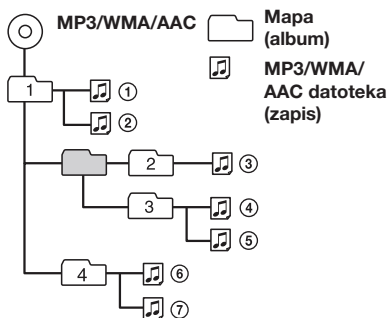 MP3/WMA/AAC
Mapa
(album)
MP3/WMA/
AAC datoteka
(zapis)
1
①
②
2
③
3
④
⑤
4
⑥
⑦